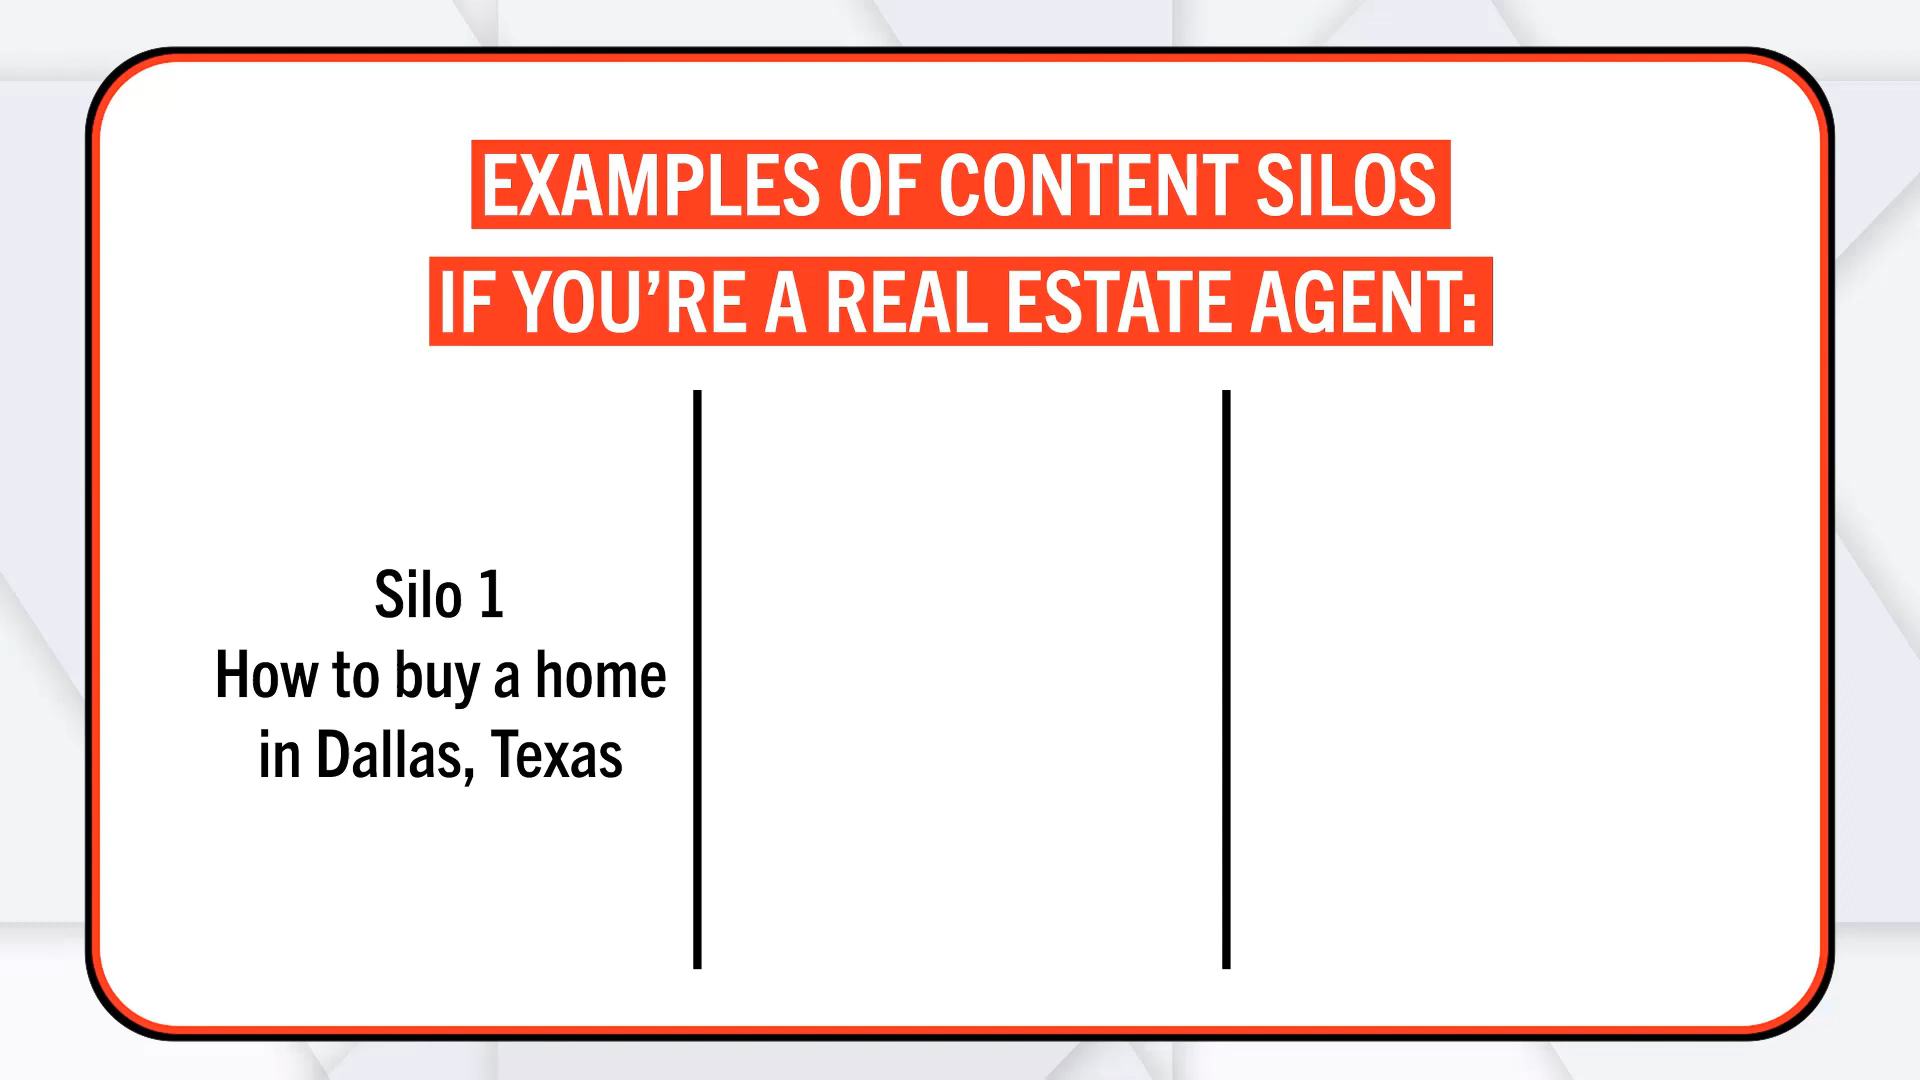 EXAMPLES OF CONTENT SILOS
IF YOU’RE A REAL ESTATE AGENT:
Silo 1
How to buy a home
in Dallas, Texas